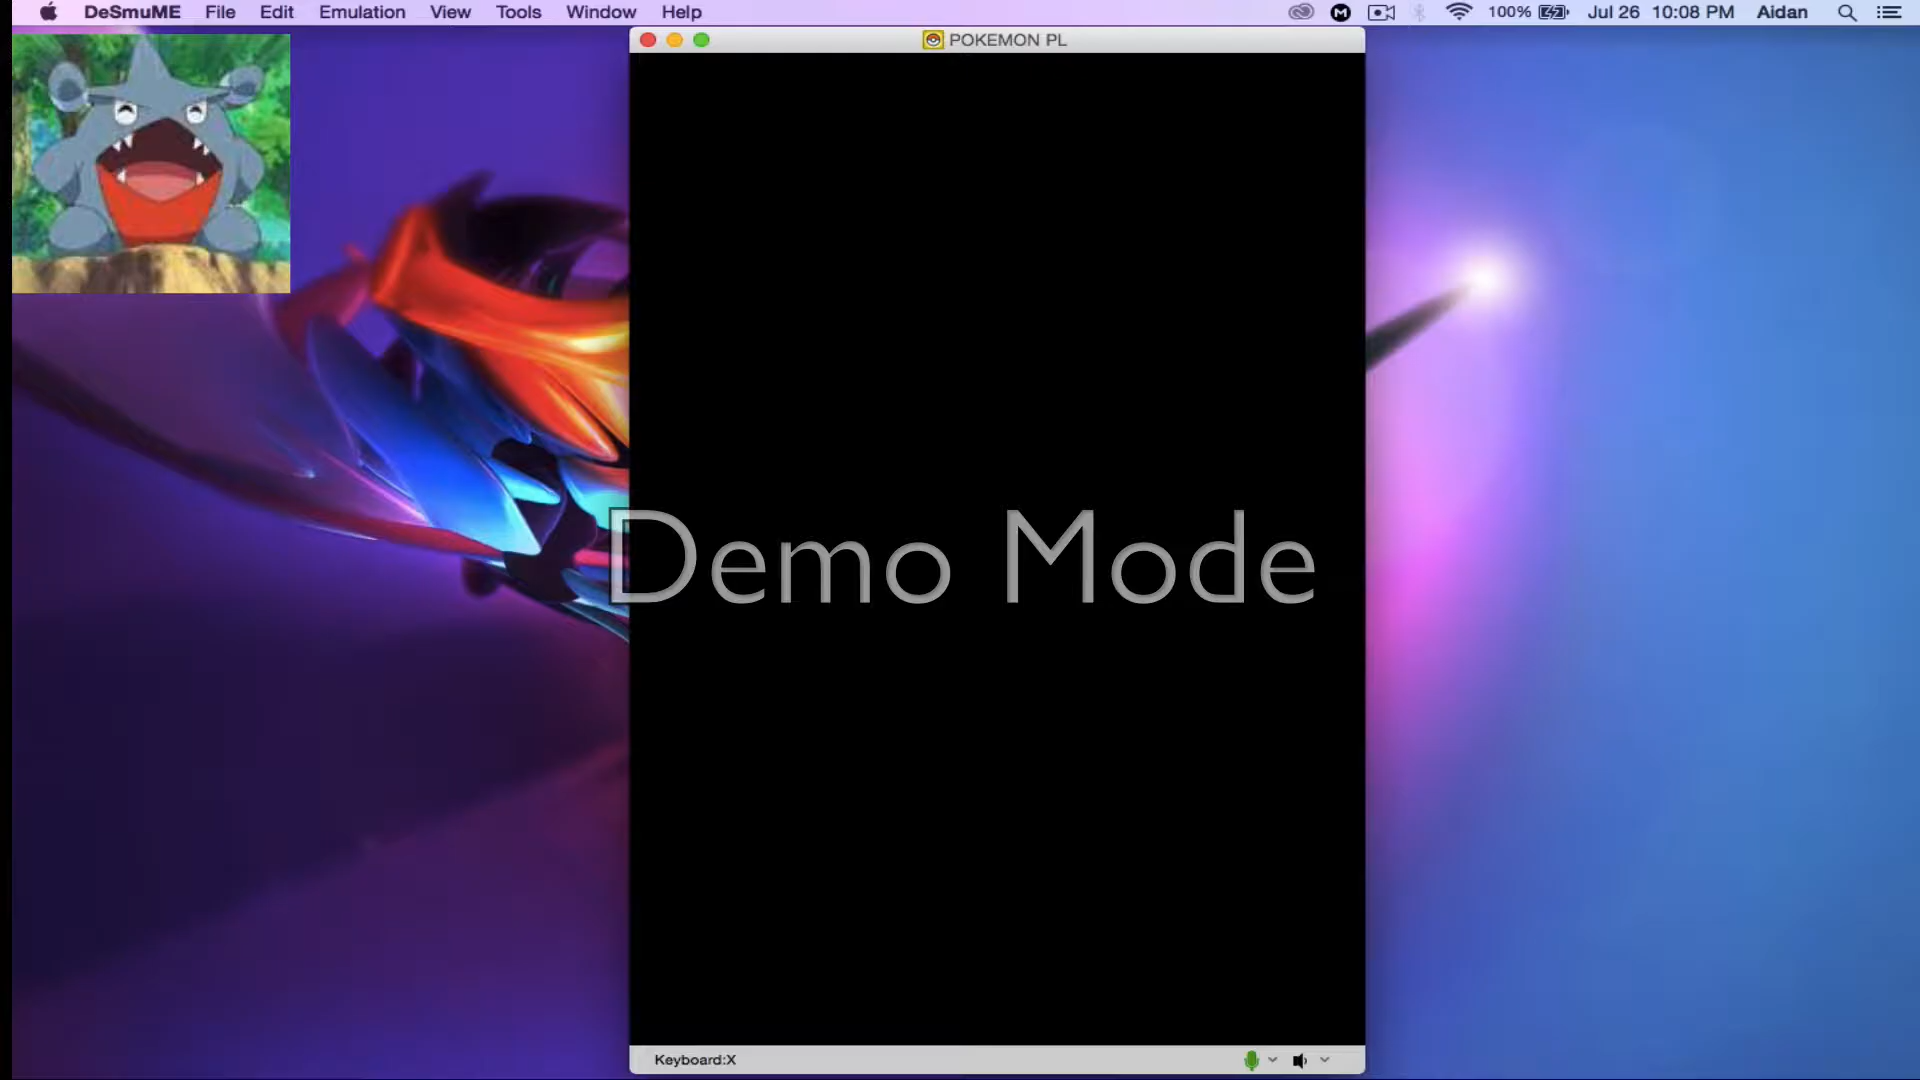 DeSmuME File Edit Emulation View Tools Window Help 100% Jul 26 10:08 PM Aidan
POKEMON PL
Demo Mode
Keyboard:X